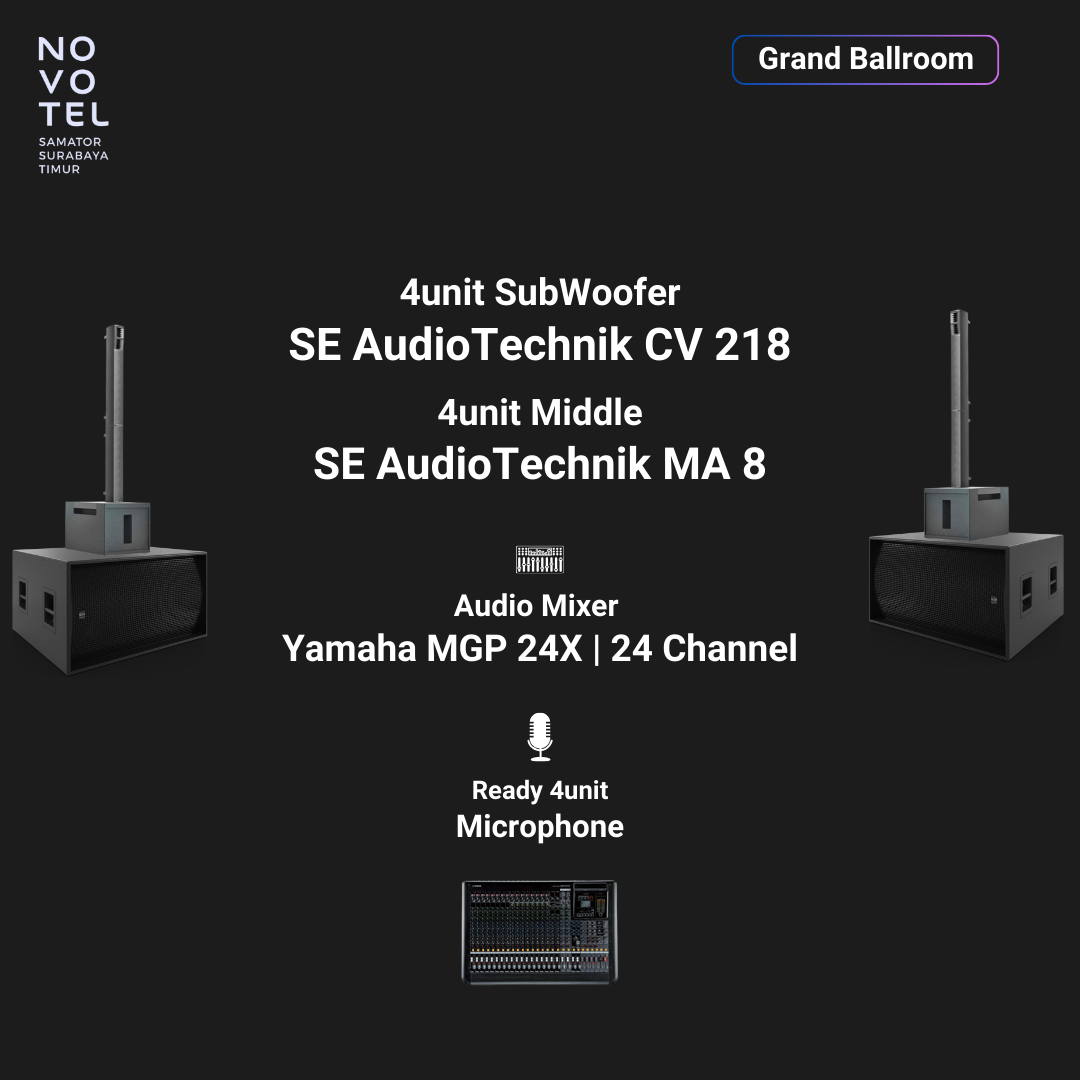 NO
VO
TEL
SAMATOR
SURABAYA
TIMUR
Grand Ballroom
4unit SubWoofer
SE AudioTechnik CV 218
4unit Middle
SE AudioTechnik MA 8
Audio Mixer
Yamaha MGP 24X | 24 Channel
Ready 4unit
Microphone